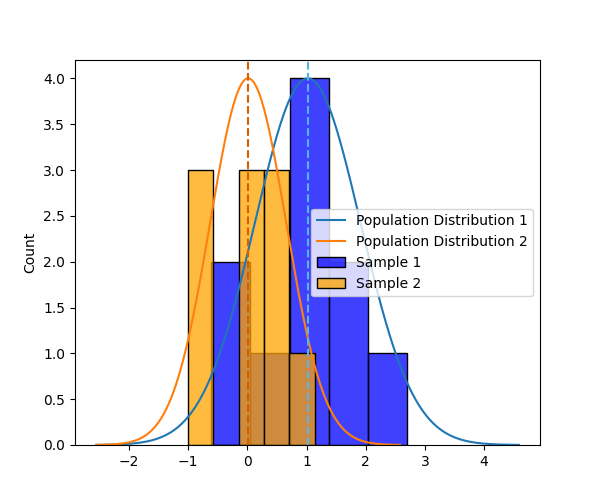 4.0
3.5
3.0
2.5
2.0
1.5
1.0
0.5
0.0
Count
Population Distribution 1
Population Distribution 2
Sample 1
Sample 2
−2 −1 0 1 2 3 4